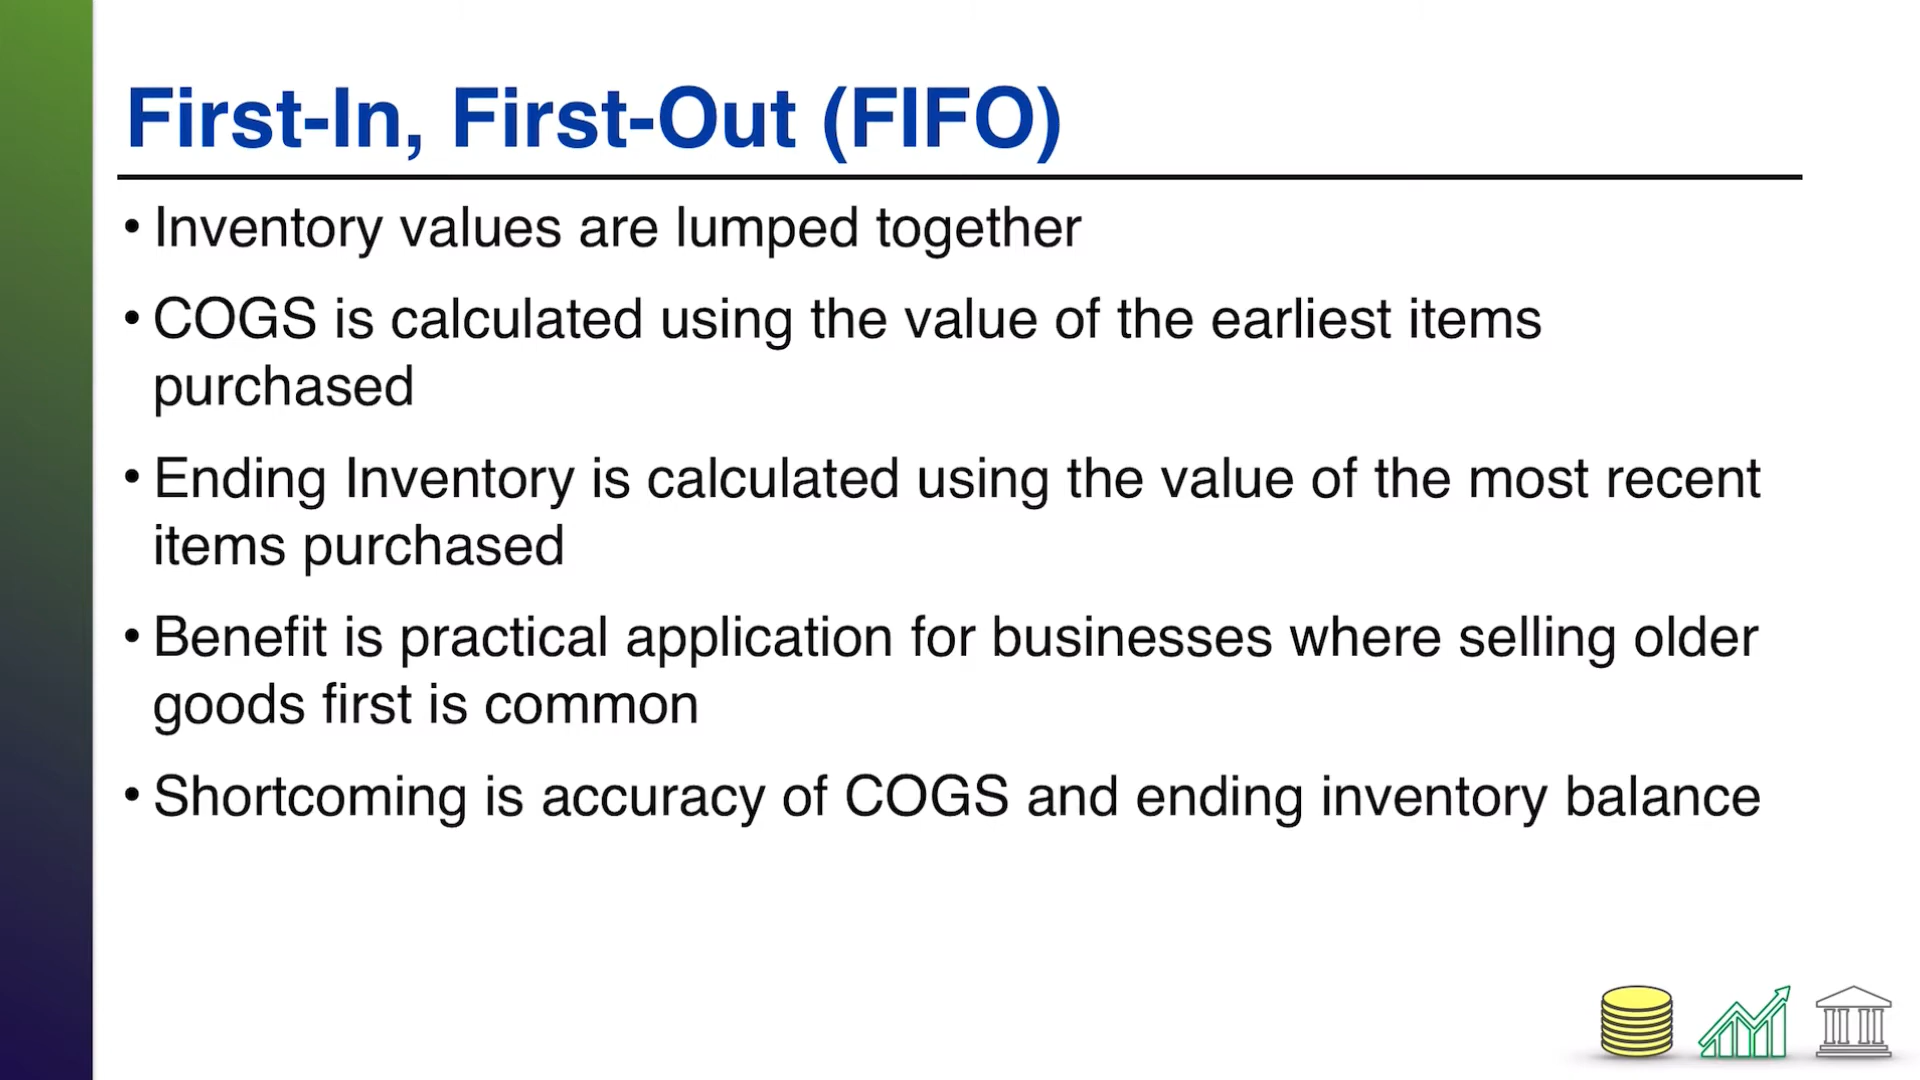 First-In, First-Out (FIFO)
• Inventory values are lumped together
• COGS is calculated using the value of the earliest items
purchased
• Ending Inventory is calculated using the value of the most recent
items purchased
• Benefit is practical application for businesses where selling older
goods first is common
• Shortcoming is accuracy of COGS and ending inventory balance